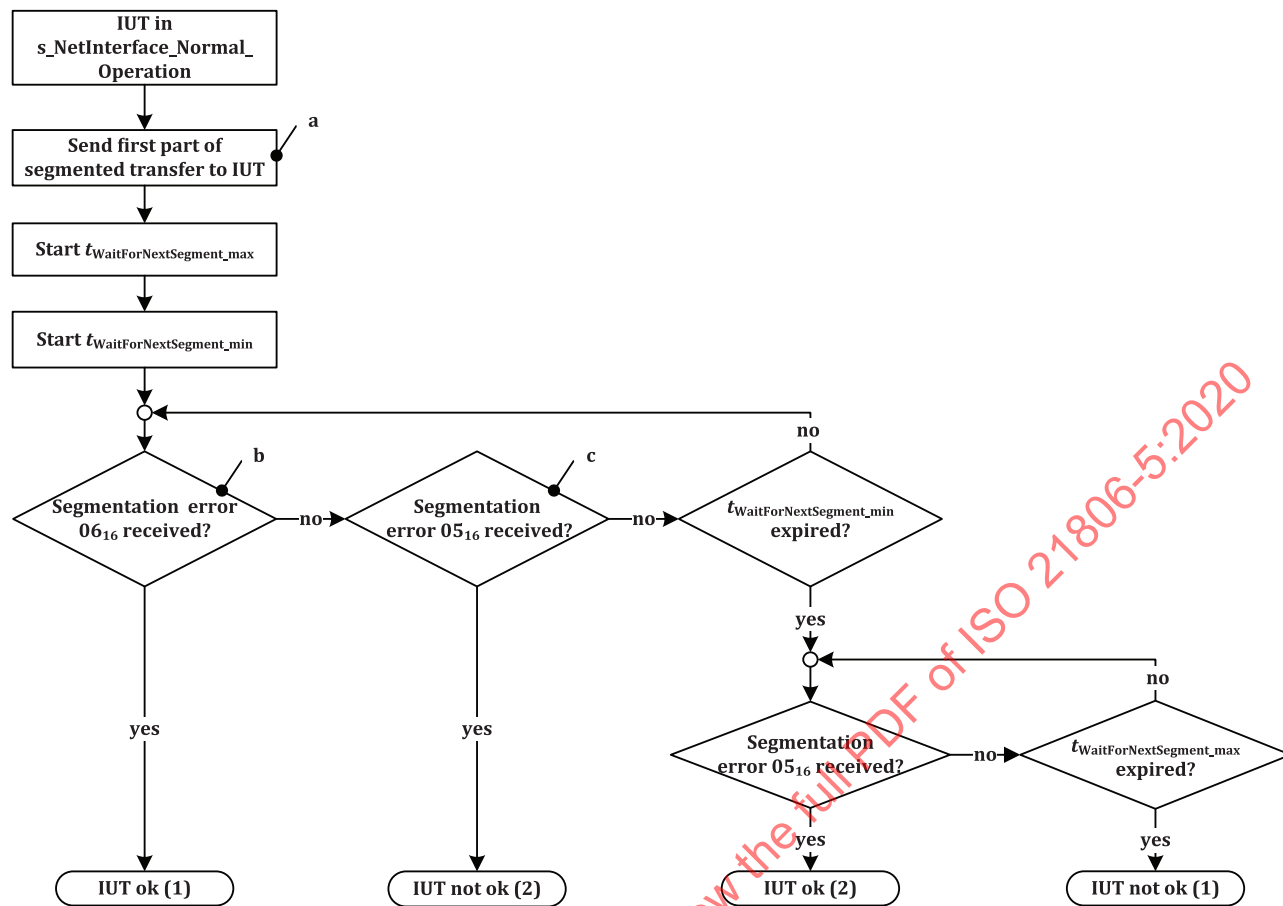 IUT in
s_NetInterface_Normal_
Operation
a
Send first part of
segmented transfer to IUT
Start tWaitForNextSegment_max
Start tWaitForNextSegment_min
no
b
c
Segmentation error
06₁₆ received?
no
Segmentation
error 05₁₆ received?
no
tWaitForNextSegment_min
expired?
yes
no
yes
yes
Segmentation
error 05₁₆ received?
no
tWaitForNextSegment_max
expired?
yes
yes
IUT ok (1)
IUT not ok (2)
IUT ok (2)
IUT not ok (1)
w the full PDF of ISO 21806-5:2020